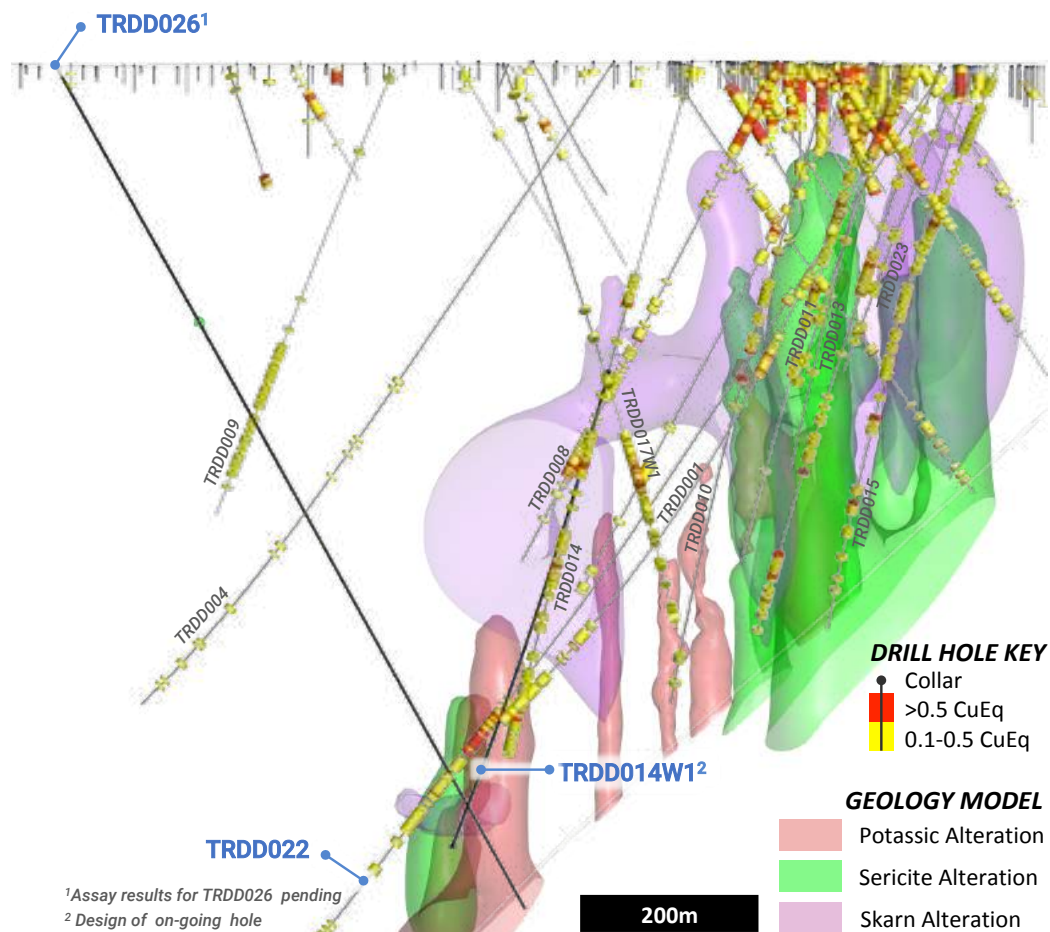 TRDD026¹
TRDD023
TRDD011
TRDD013
TRDD009
TRDD017W1
TRDD008
TRDD001
TRDD010
TRDD015
TRDD014
TRDD004
DRILL HOLE KEY
Collar
>0.5 CuEq
0.1-0.5 CuEq
TRDD014W1²
GEOLOGY MODEL
Potassic Alteration
TRDD022
Sericite Alteration
¹Assay results for TRDD026 pending
² Design of on-going hole
200m
Skarn Alteration